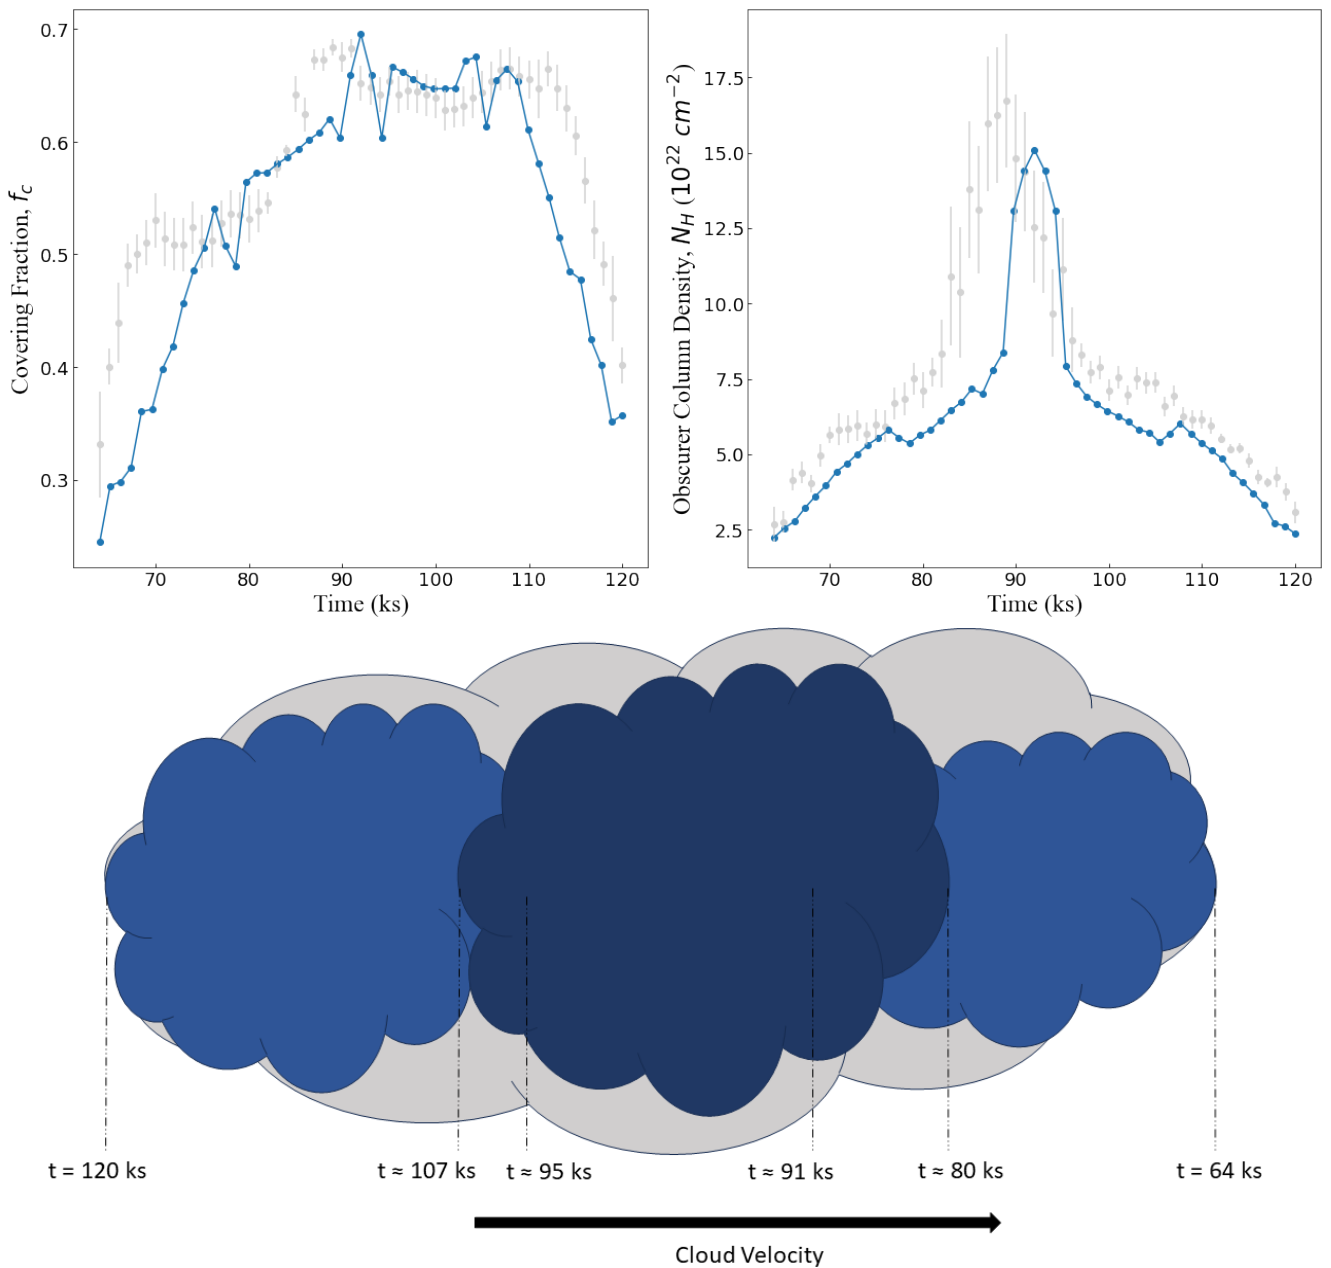 0.7
0.6
0.5
0.4
0.3
Covering Fraction, f_c
70 80 90 100 110 120
Time (ks)
17.5
15.0
12.5
10.0
7.5
5.0
2.5
Obscurer Column Density, N_H (10^22 cm^−2)
70 80 90 100 110 120
Time (ks)
t = 120 ks t ≈ 107 ks t ≈ 95 ks t ≈ 91 ks t ≈ 80 ks t = 64 ks
Cloud Velocity